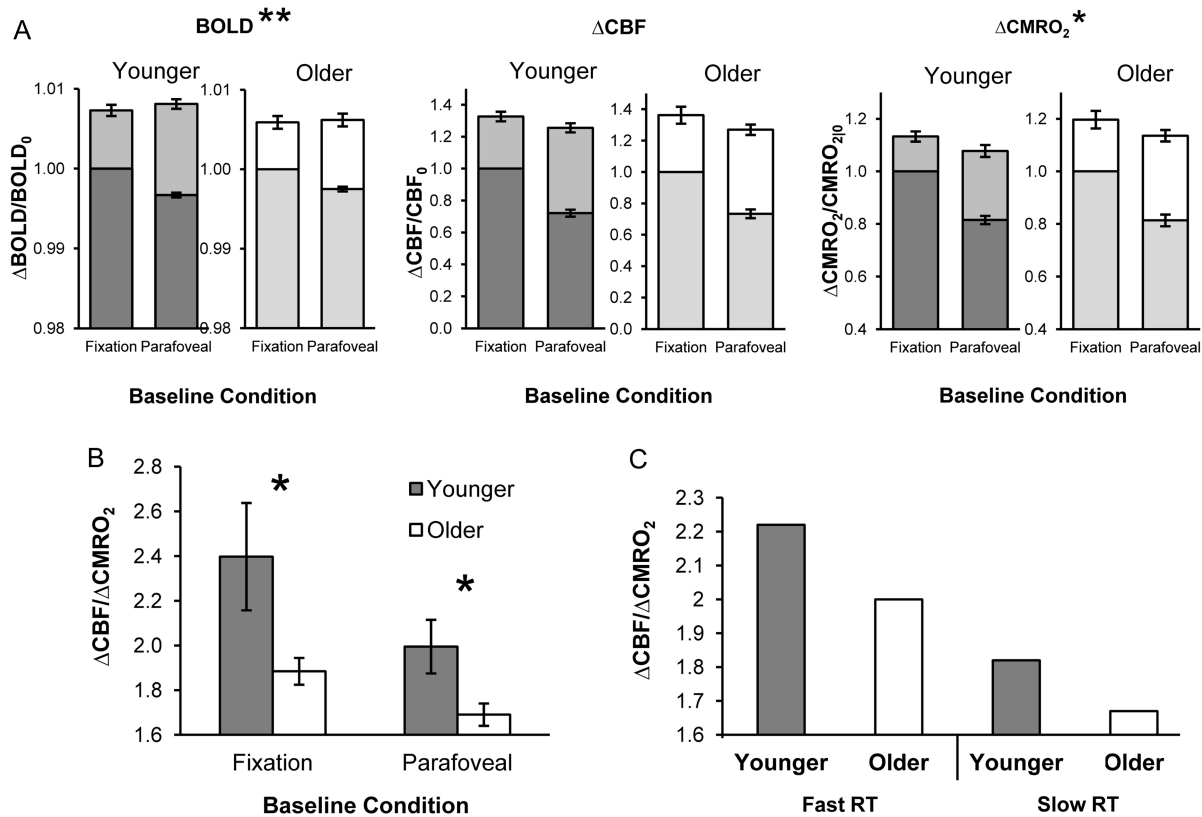 A
BOLD **
ΔCBF
ΔCMRO2 *
Younger
Older
Younger
Older
Younger
Older
ΔBOLD/BOLD0
1.01
1.00
0.99
0.98
1.01
1.00
0.99
0.98
Fixation Parafoveal
Fixation Parafoveal
Baseline Condition
ΔCBF/CBF0
1.4
1.2
1.0
0.8
0.6
0.4
0.2
0.0
1.4
1.2
1.0
0.8
0.6
0.4
0.2
0.0
Fixation Parafoveal
Fixation Parafoveal
Baseline Condition
ΔCMRO2/CMRO2|0
1.2
1.0
0.8
0.6
0.4
1.2
1.0
0.8
0.6
0.4
Fixation Parafoveal
Fixation Parafoveal
Baseline Condition
B
ΔCBF/ΔCMRO2
2.8
2.6
2.4
2.2
2.0
1.8
1.6
*
*
Younger
Older
Fixation
Parafoveal
Baseline Condition
C
ΔCBF/ΔCMRO2
2.3
2.2
2.1
2
1.9
1.8
1.7
1.6
Younger Older Younger Older
Fast RT Slow RT